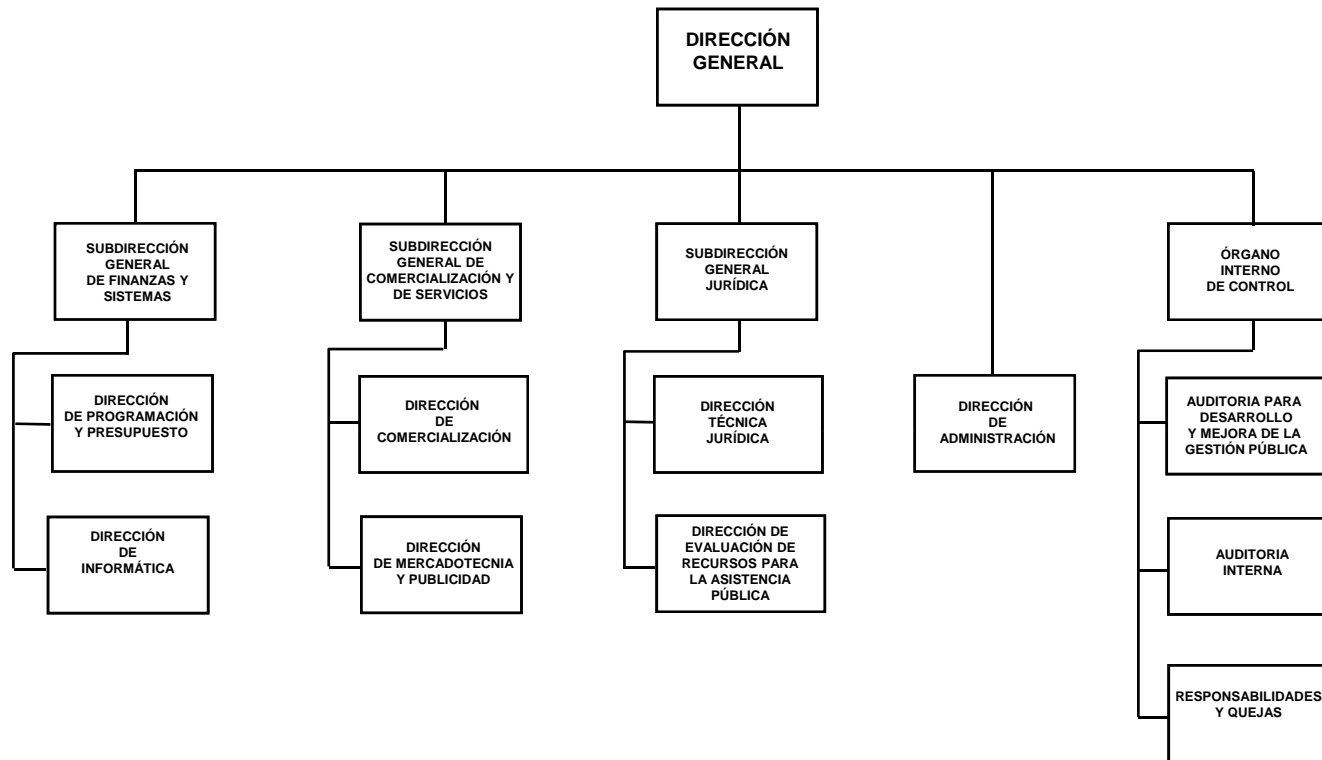 DIRECCIÓN
GENERAL
SUBDIRECCIÓN
GENERAL
DE FINANZAS Y
SISTEMAS
SUBDIRECCIÓN
GENERAL DE
COMERCIALIZACIÓN Y
DE SERVICIOS
SUBDIRECCIÓN
GENERAL
JURÍDICA
ÓRGANO
INTERNO
DE CONTROL
DIRECCIÓN
DE PROGRAMACIÓN
Y PRESUPUESTO
DIRECCIÓN
DE
COMERCIALIZACIÓN
DIRECCIÓN
TÉCNICA
JURÍDICA
DIRECCIÓN
DE
ADMINISTRACIÓN
AUDITORIA PARA
DESARROLLO
Y MEJORA DE LA
GESTIÓN PÚBLICA
DIRECCIÓN
DE
INFORMÁTICA
DIRECCIÓN
DE MERCADOTECNIA
Y PUBLICIDAD
DIRECCIÓN DE
EVALUACIÓN DE
RECURSOS PARA
LA ASISTENCIA
PÚBLICA
AUDITORIA
INTERNA
RESPONSABILIDADES
Y QUEJAS